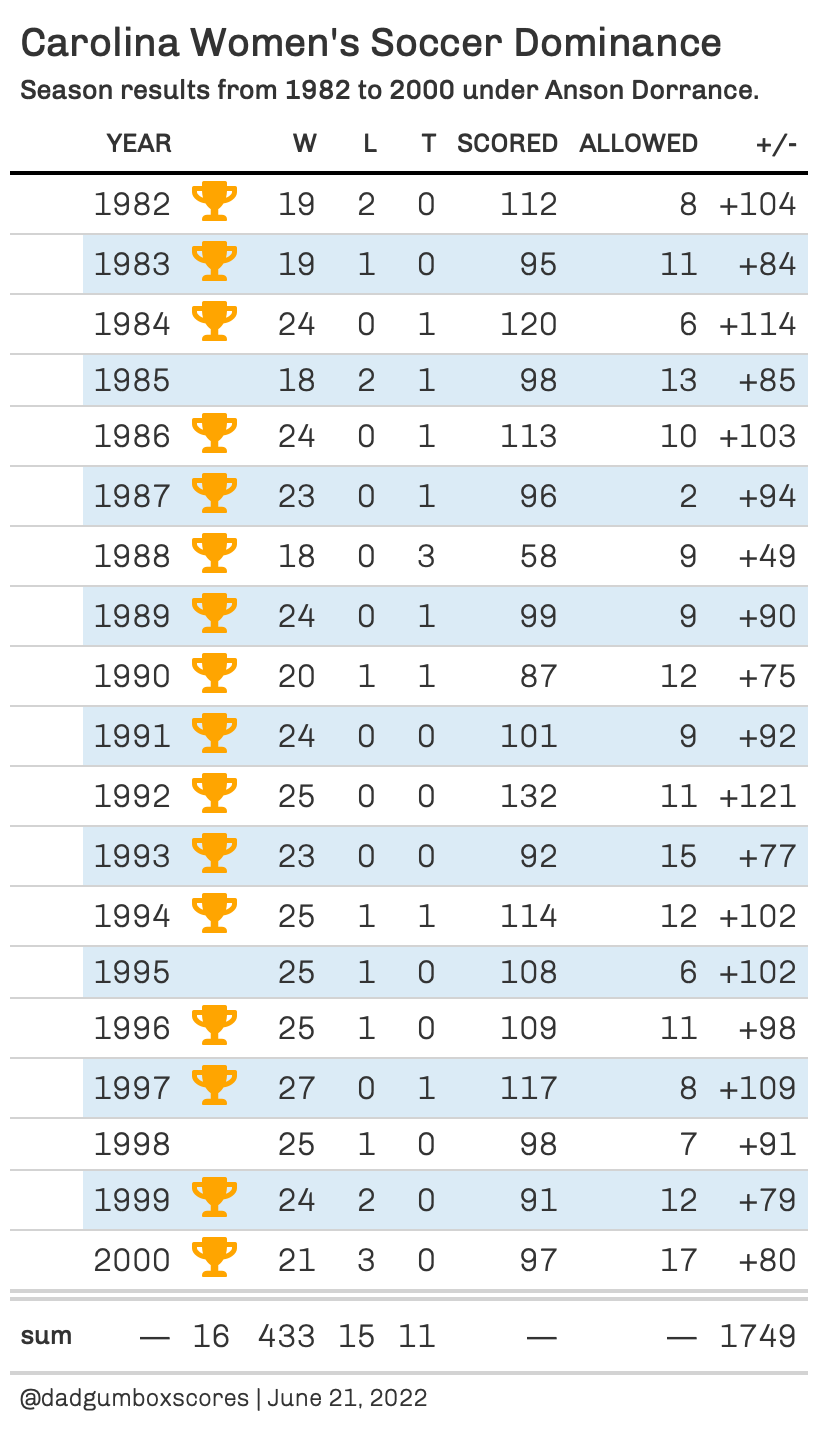 Carolina Women's Soccer Dominance
Season results from 1982 to 2000 under Anson Dorrance.
YEAR W L T SCORED ALLOWED +/-
1982 19 2 0 112 8 +104
1983 19 1 0 95 11 +84
1984 24 0 1 120 6 +114
1985 18 2 1 98 13 +85
1986 24 0 1 113 10 +103
1987 23 0 1 96 2 +94
1988 18 0 3 58 9 +49
1989 24 0 1 99 9 +90
1990 20 1 1 87 12 +75
1991 24 0 0 101 9 +92
1992 25 0 0 132 11 +121
1993 23 0 0 92 15 +77
1994 25 1 1 114 12 +102
1995 25 1 0 108 6 +102
1996 25 1 0 109 11 +98
1997 27 0 1 117 8 +109
1998 25 1 0 98 7 +91
1999 24 2 0 91 12 +79
2000 21 3 0 97 17 +80
sum — 16 433 15 11 — — 1749
@dadgumboxscores | June 21, 2022